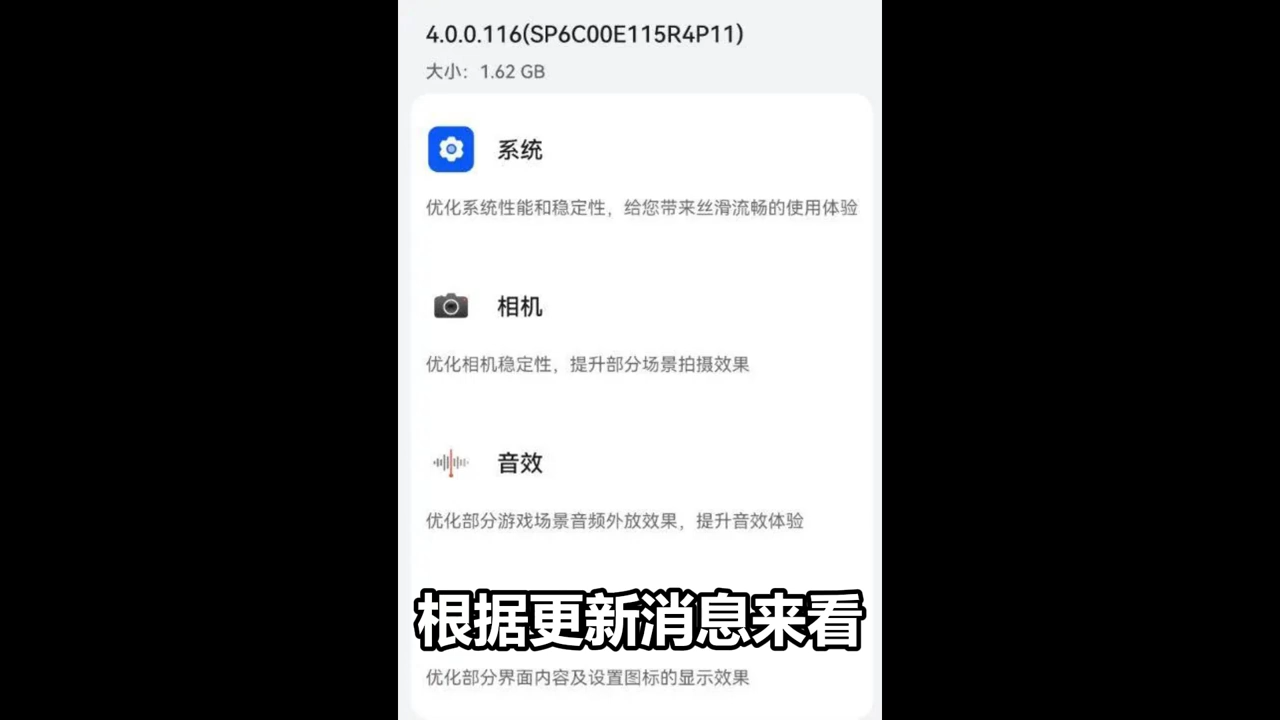 4.0.0.116(SP6C00E115R4P11)
大小：1.62 GB
系统
优化系统性能和稳定性，给您带来丝滑流畅的使用体验
相机
优化相机稳定性，提升部分场景拍摄效果
音效
优化部分游戏场景音频外放效果，提升音效体验
根据更新消息来看
优化部分界面内容及设置图标的显示效果